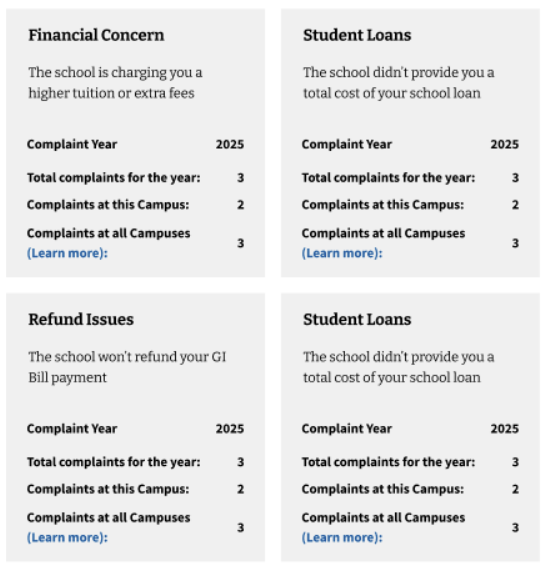 Financial Concern
The school is charging you a
higher tuition or extra fees
Complaint Year 2025
Total complaints for the year: 3
Complaints at this Campus: 2
Complaints at all Campuses
(Learn more): 3
Student Loans
The school didn't provide you a
total cost of your school loan
Complaint Year 2025
Total complaints for the year: 3
Complaints at this Campus: 2
Complaints at all Campuses
(Learn more): 3
Refund Issues
The school won't refund your GI
Bill payment
Complaint Year 2025
Total complaints for the year: 3
Complaints at this Campus: 2
Complaints at all Campuses
(Learn more): 3
Student Loans
The school didn't provide you a
total cost of your school loan
Complaint Year 2025
Total complaints for the year: 3
Complaints at this Campus: 2
Complaints at all Campuses
(Learn more): 3